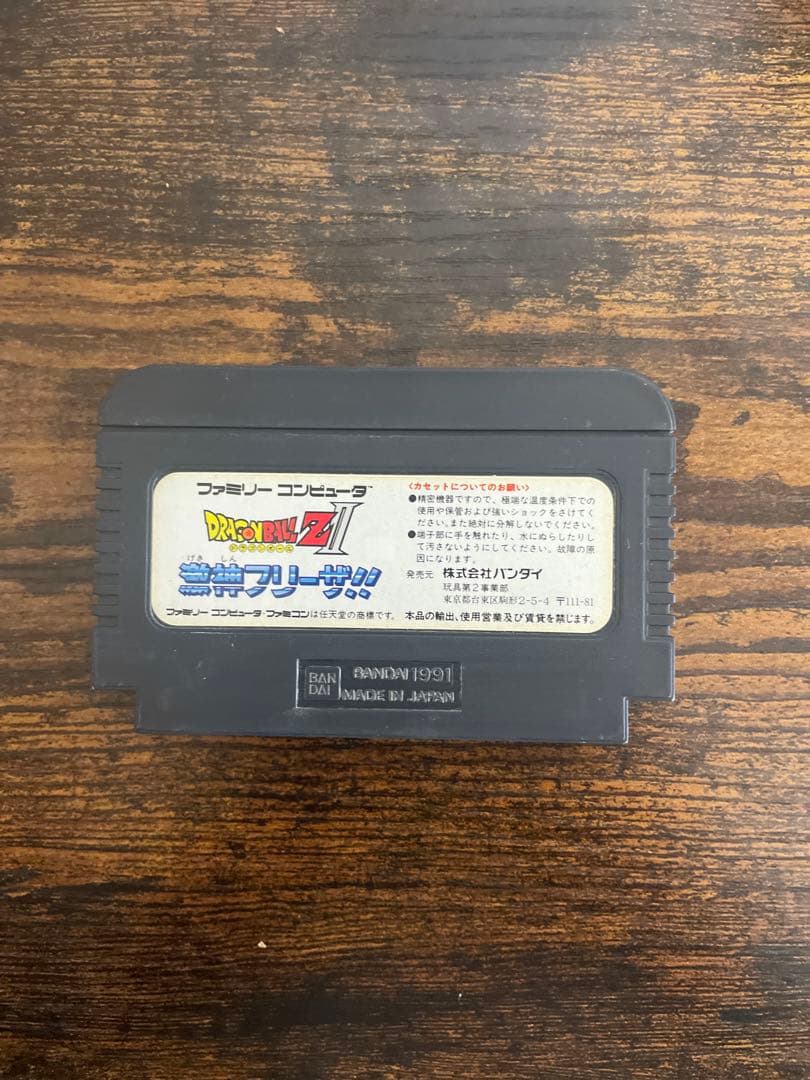 ファミリー コンピュータ™
DRAGON BALL Z II
ドラゴンボール
げき しん
激神フリーザ!!
ファミリー コンピュータ・ファミコンは任天堂の商標です。
〈カセットについてのお願い〉
●精密機器ですので、極端な温度条件下での
使用や保管および強いショックをさけてく
ださい。また絶対に分解しないでください。
●端子部に手を触れたり、水にぬらしたりし
て汚さないようにしてください。故障の原
因になります。
発売元 株式会社バンダイ
玩具第2事業部
東京都台東区駒形2-5-4 〒111-81
本品の輸出、使用営業及び賃貸を禁じます。
BAN
DAI
BANDAI 1991
MADE IN JAPAN